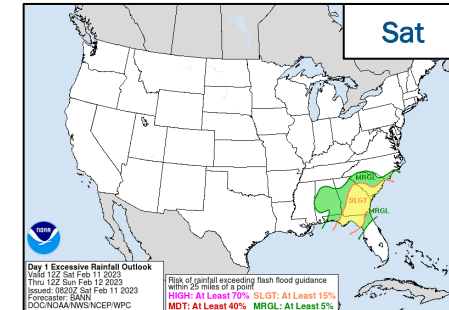 Sat
MRGL
SLGT
MRGL
NOAA
Day 1 Excessive Rainfall Outlook
Valid 12Z Sat Feb 11 2023
Thru 12Z Sun Feb 12 2023
Issued: 0820Z Sat Feb 11 2023
Forecaster: BANN
DOC/NOAA/NWS/NCEP/WPC
Risk of rainfall exceeding flash flood guidance
within 25 miles of a point
HIGH: At Least 70% SLGT: At Least 15%
MDT: At Least 40% MRGL: At Least 5%